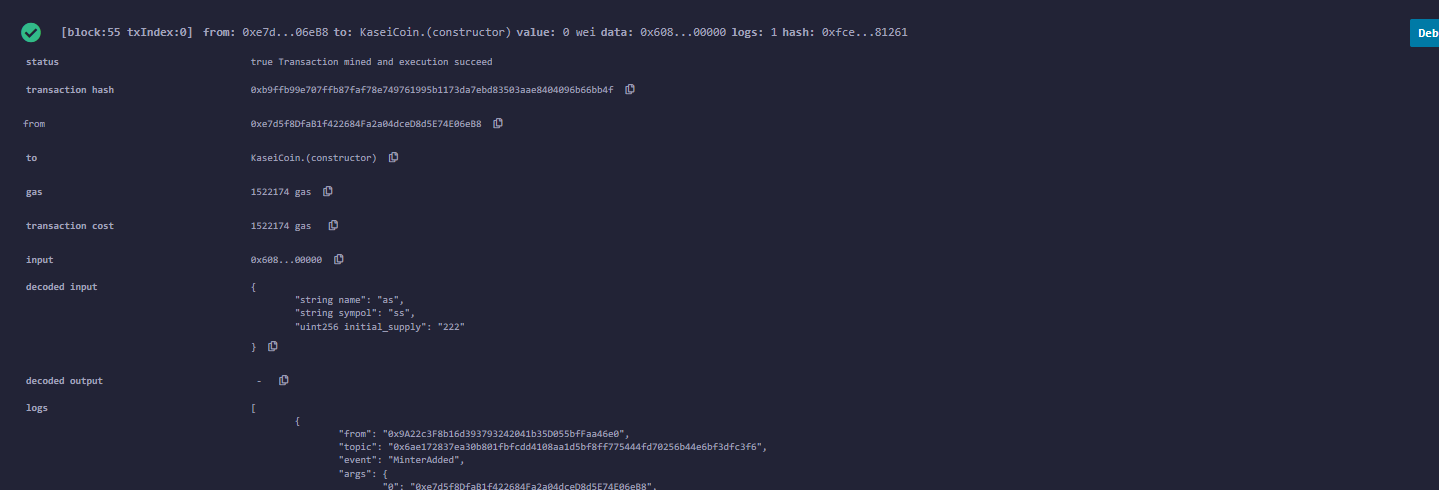 [block:55 txIndex:0] from: 0xe7d...06eB8 to: KaseiCoin.(constructor) value: 0 wei data: 0x608...00000 logs: 1 hash: 0xfce...81261 Deb
status true Transaction mined and execution succeed
transaction hash 0xb9ffb99e707ffb87faf78e749761995b1173da7ebd83503aae8404096b66bb4f
from 0xe7d5f8DfaB1f422684Fa2a04dceD8d5E74E06eB8
to KaseiCoin.(constructor)
gas 1522174 gas
transaction cost 1522174 gas
input 0x608...00000
decoded input {
"string name": "as",
"string sympol": "ss",
"uint256 initial_supply": "222"
}
decoded output -
logs [
{
"from": "0x9A22c3F8b16d393793242041b35D055bfFaa46e0",
"topic": "0x6ae172837ea30b801fbfcdd4108aa1d5bf8ff775444fd70256b44e6bf3dfc3f6",
"event": "MinterAdded",
"args": {
"0": "0xe7d5f8DfaB1f422684Fa2a04dceD8d5E74E06eB8",